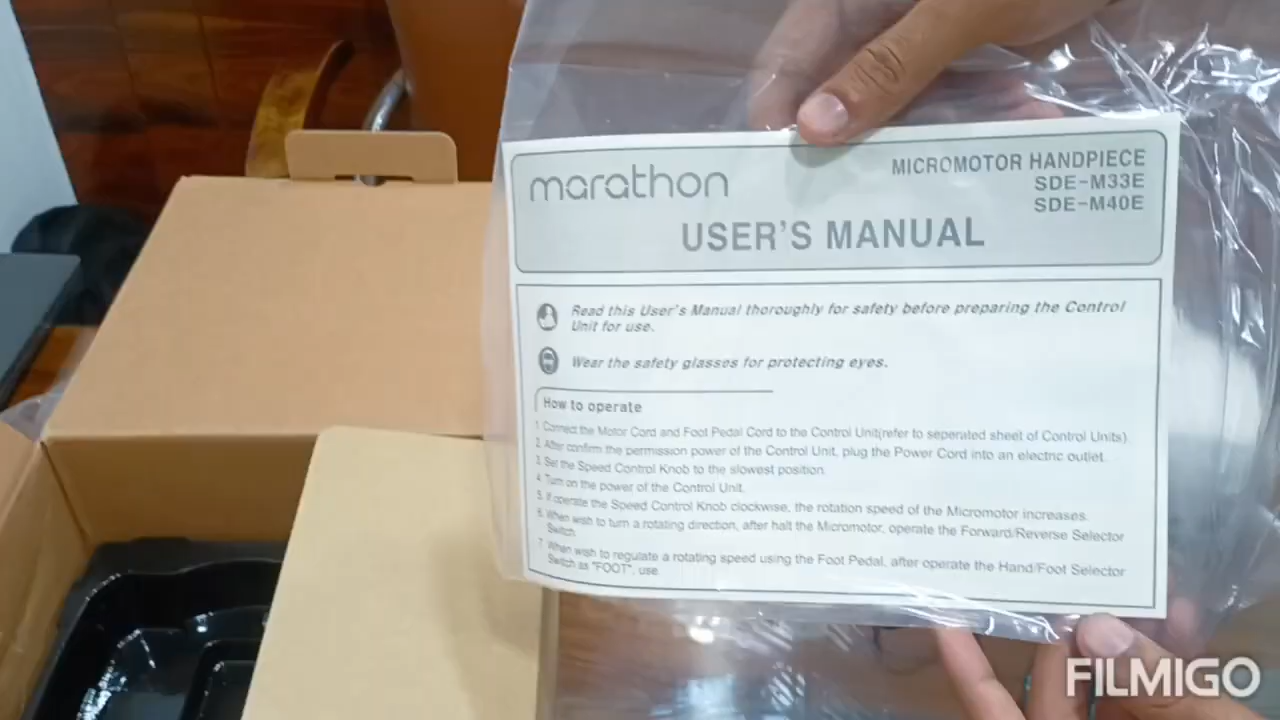 marathon
MICROMOTOR HANDPIECE
SDE-M33E
SDE-M40E
USER'S MANUAL
Read this User's Manual thoroughly for safety before preparing the Control
Unit for use.
Wear the safety glasses for protecting eyes.
How to operate
1. Connect the Motor Cord and Foot Pedal Cord to the Control Unit(refer to seperated sheet of Control Units).
2. After confirm the permission power of the Control Unit, plug the Power Cord into an electric outlet.
3. Set the Speed Control Knob to the slowest position.
4. Turn on the power of the Control Unit.
5. If operate the Speed Control Knob clockwise, the rotation speed of the Micromotor increases.
6. When wish to turn a rotating direction, after halt the Micromotor, operate the Forward/Reverse Selector
Switch.
7. When wish to regulate a rotating speed using the Foot Pedal, after operate the Hand/Foot Selector
Switch as "FOOT", use.
FILMIGO